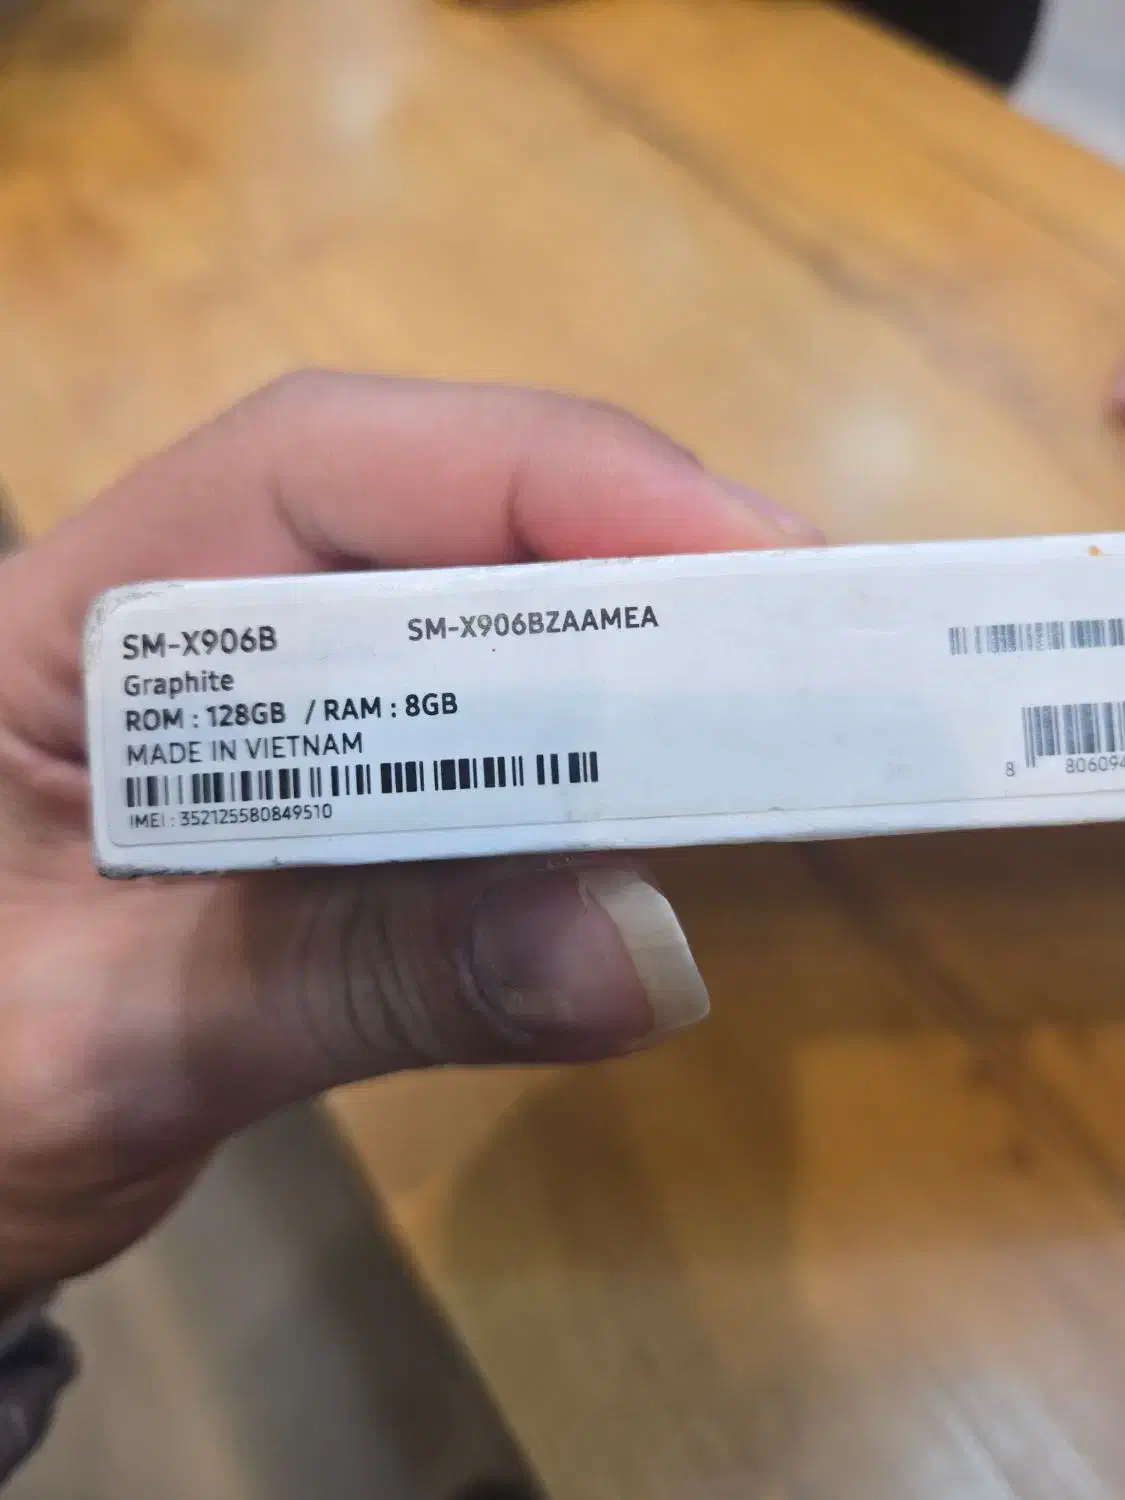 SM-X906B
SM-X906BZAAMEA
Graphite
ROM : 128GB / RAM : 8GB
MADE IN VIETNAM
IMEI : 352125580849510
8 806094